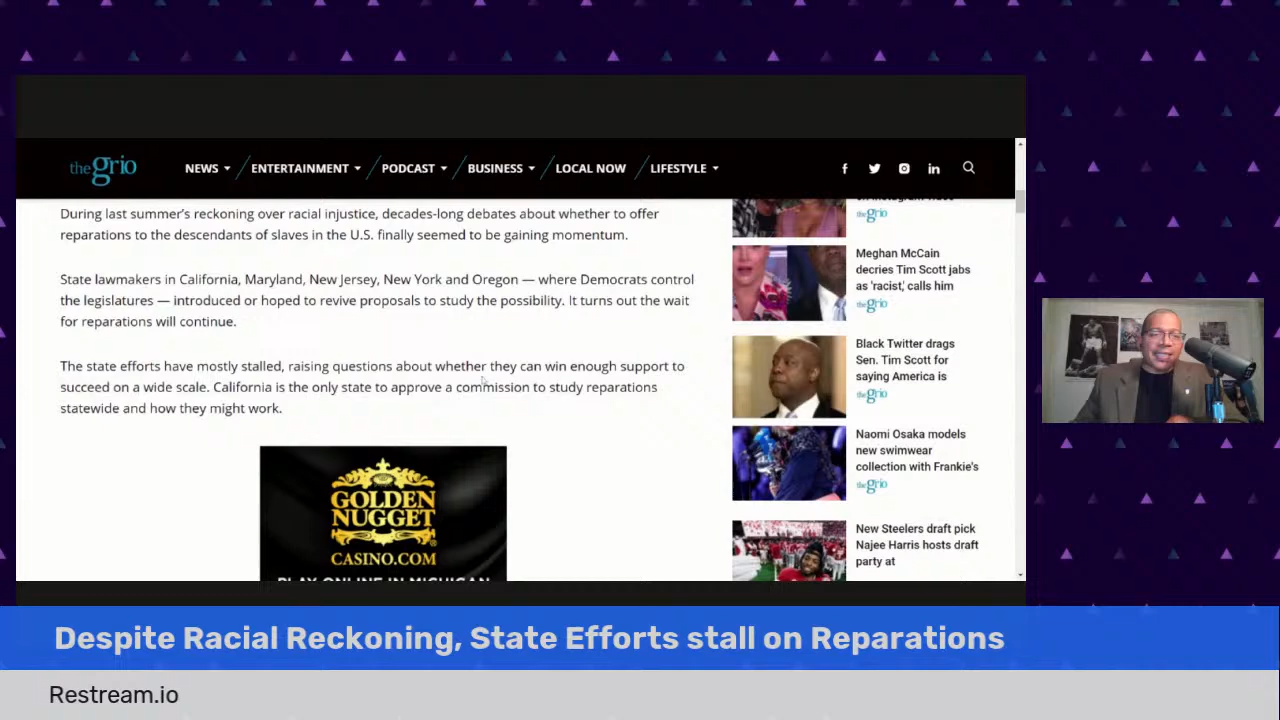 thegrio
NEWS ENTERTAINMENT PODCAST BUSINESS LOCAL NOW LIFESTYLE
During last summer's reckoning over racial injustice, decades-long debates about whether to offer
reparations to the descendants of slaves in the U.S. finally seemed to be gaining momentum.
State lawmakers in California, Maryland, New Jersey, New York and Oregon — where Democrats control
the legislatures — introduced or hoped to revive proposals to study the possibility. It turns out the wait
for reparations will continue.
The state efforts have mostly stalled, raising questions about whether they can win enough support to
succeed on a wide scale. California is the only state to approve a commission to study reparations
statewide and how they might work.
GOLDEN
NUGGET
CASINO.COM
PLAY ONLINE IN MICHIGAN
on Instagram video
thegrio
Meghan McCain
decries Tim Scott jabs
as 'racist,' calls him
thegrio
Black Twitter drags
Sen. Tim Scott for
saying America is
thegrio
Naomi Osaka models
new swimwear
collection with Frankie's
thegrio
New Steelers draft pick
Najee Harris hosts draft
party at
Despite Racial Reckoning, State Efforts stall on Reparations
Restream.io